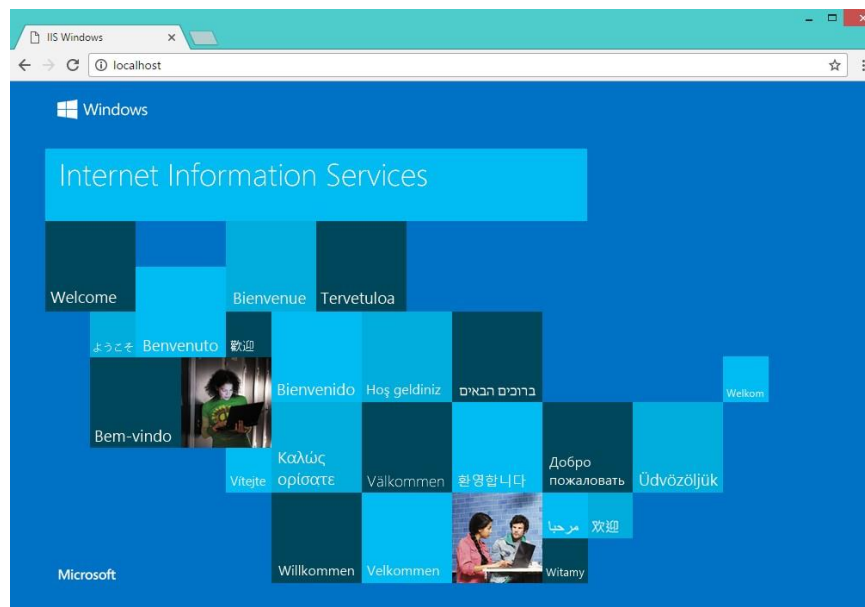 IIS Windows
localhost
Windows
Internet Information Services
Welcome
Bienvenue
Tervetuloa
ようこそ
Benvenuto
歡迎
Bienvenido
Hoş geldiniz
ברוכים הבאים
Welkom
Bem-vindo
Vítejte
Καλώς
ορίσατε
Välkommen
환영합니다
Добро
пожаловать
Üdvözöljük
مرحبا
欢迎
Willkommen
Velkommen
Witamy
Microsoft